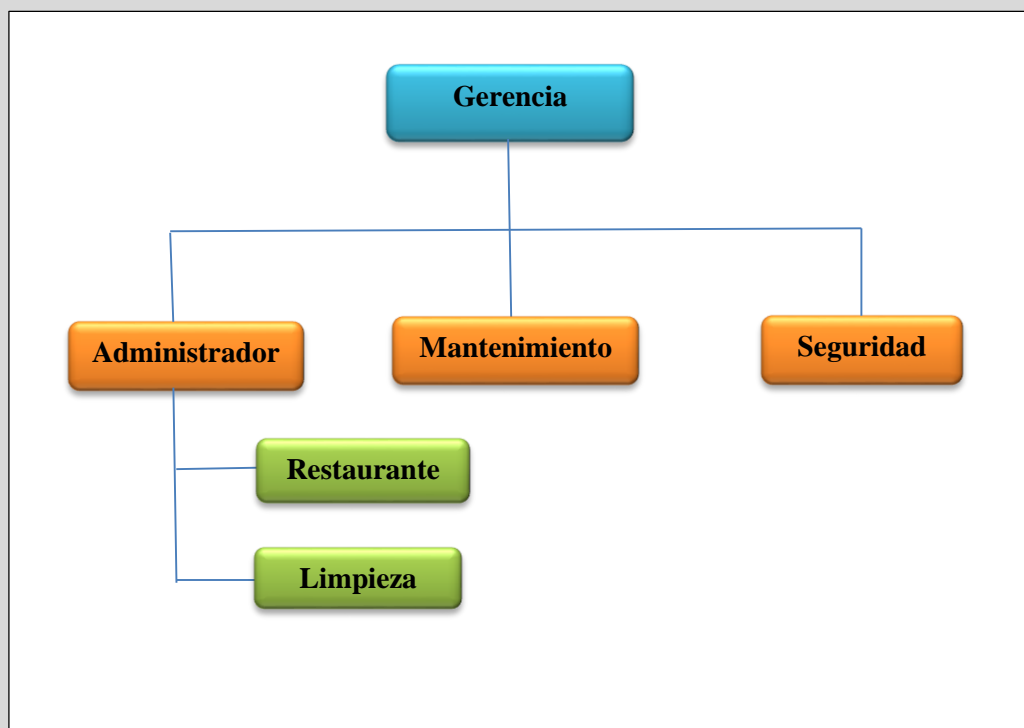 Gerencia
Administrador
Mantenimiento
Seguridad
Restaurante
Limpieza